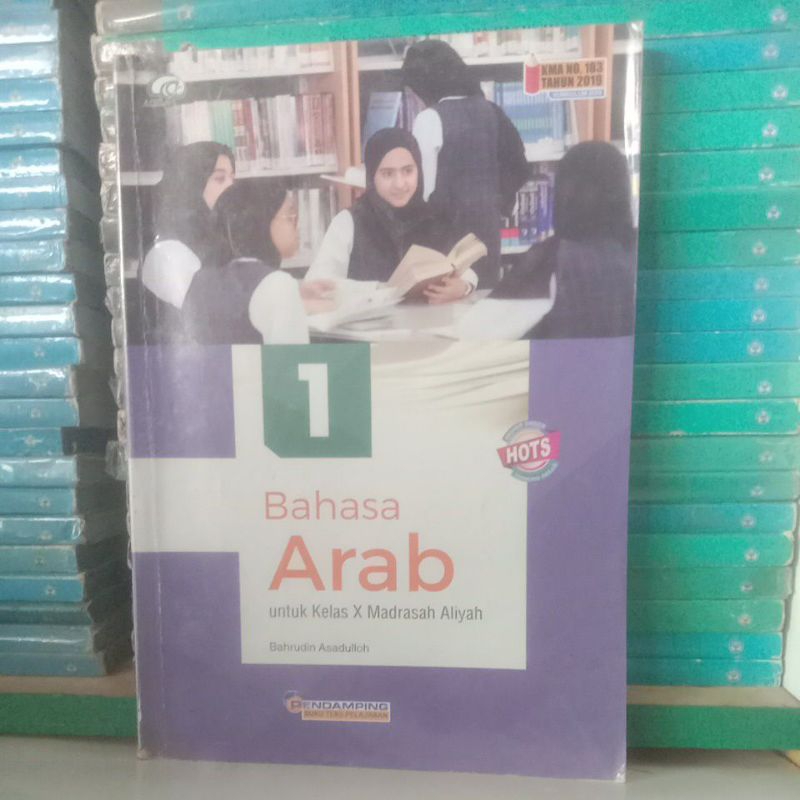 KMA NO. 183
TAHUN 2019
1
HOTS
Bahasa
Arab
untuk Kelas X Madrasah Aliyah
Bahrudin Asadulloh
PENDAMPING
BUKU TEKS PELAJARAN